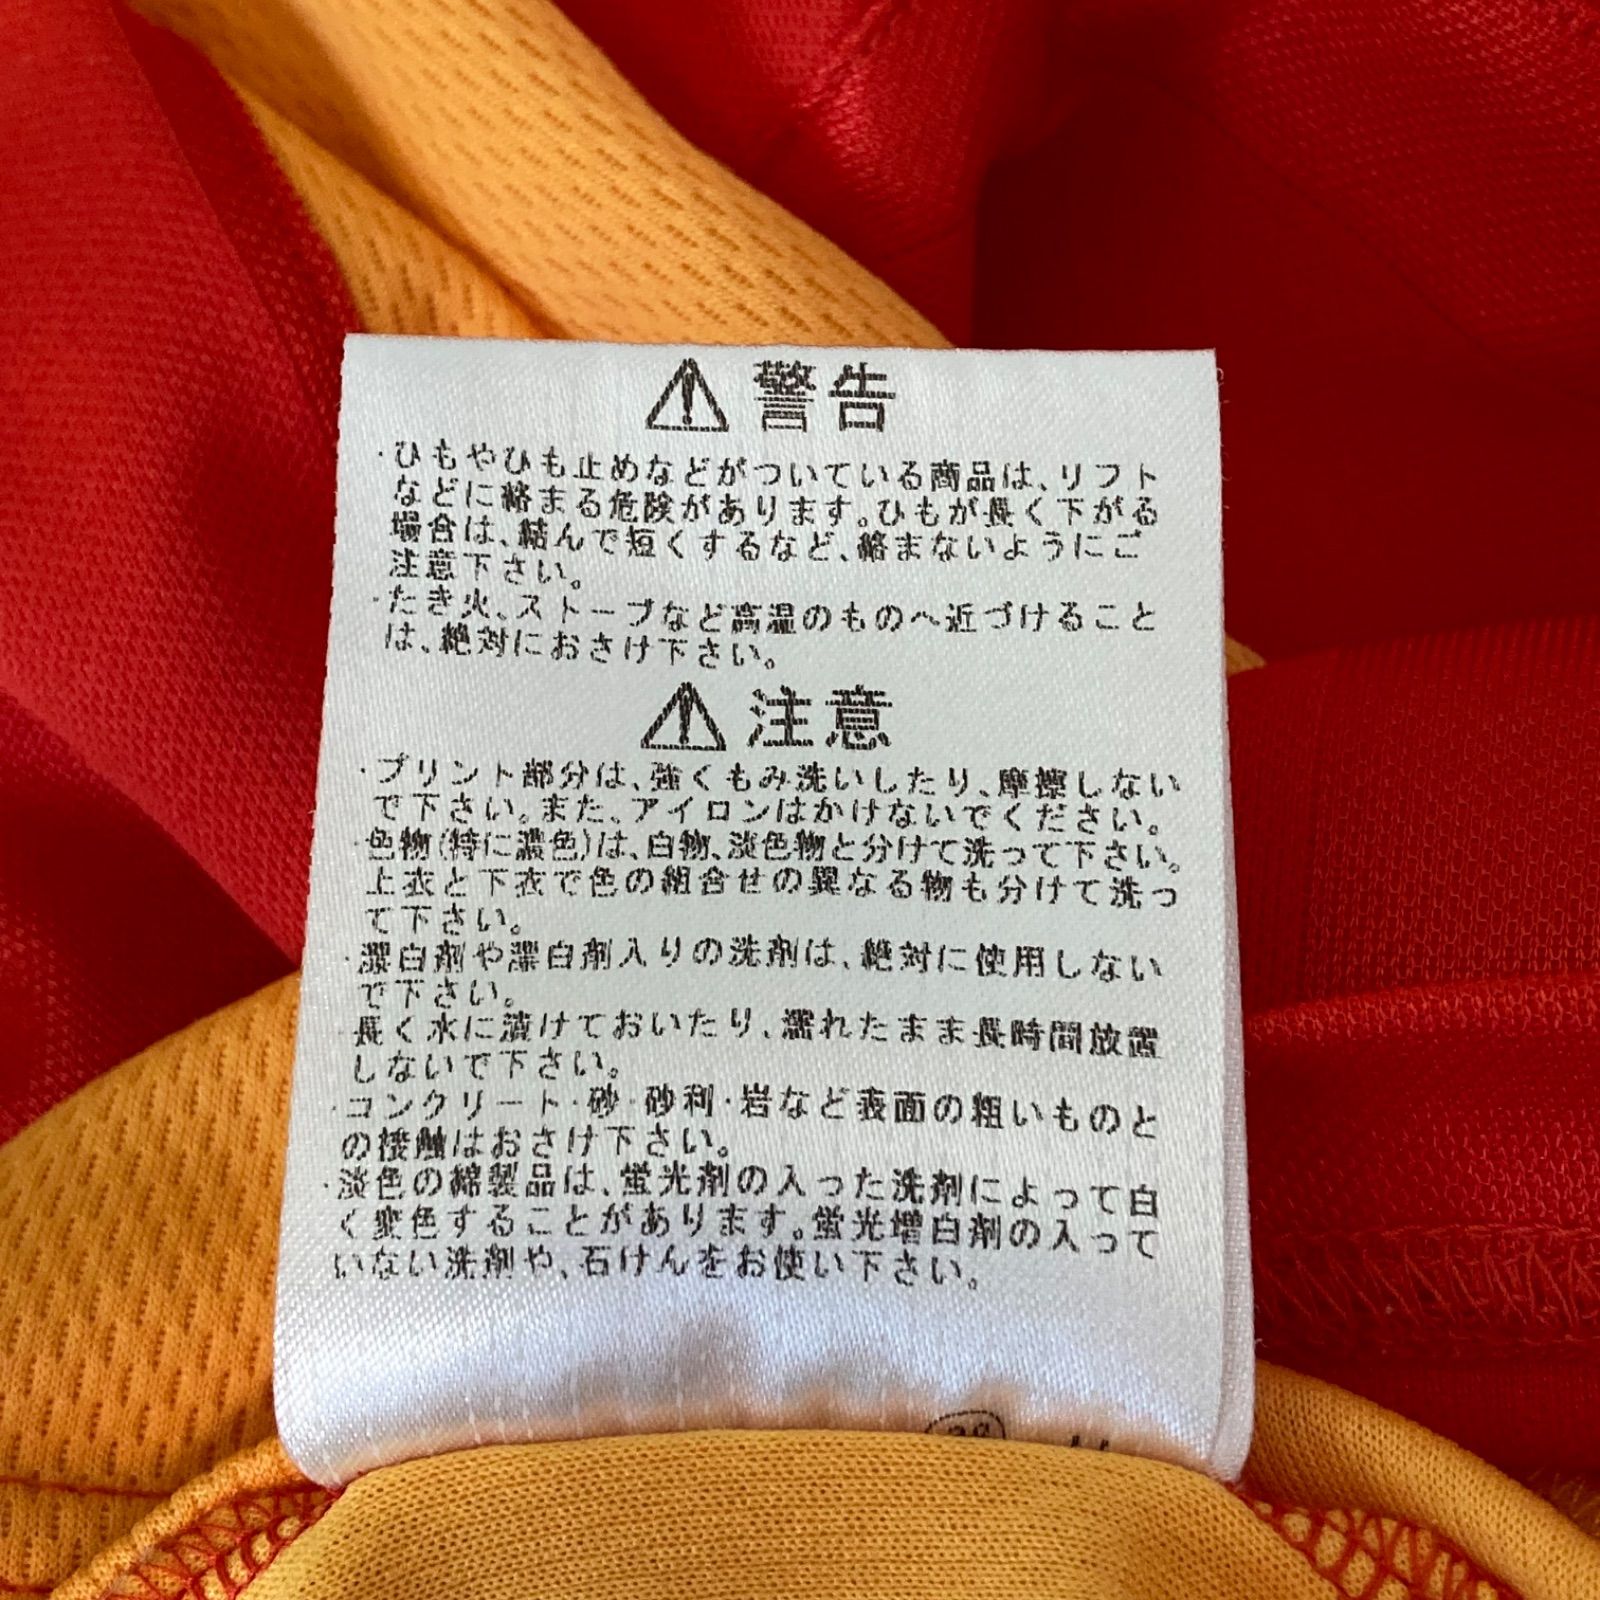 警告
・ひもやひも止めなどがついている商品は、リフト
などに絡まる危険があります。ひもが長く下がる
場合は、結んで短くするなど、絡まないようにご
注意下さい。
・たき火、ストーブなど高温のものへ近づけること
は、絶対におさけ下さい。
注意
・プリント部分は、強くもみ洗いしたり、摩擦しない
で下さい。また、アイロンはかけないでください。
・色物(特に濃色)は、白物、淡色物と分けて洗って下さい。
上衣と下衣で色の組合せの異なる物も分けて洗っ
て下さい。
・漂白剤や漂白剤入りの洗剤は、絶対に使用しない
で下さい。
・長く水に漬けておいたり、濡れたまま長時間放置
しないで下さい。
・コンクリート・砂・砂利・岩など表面の粗いものと
の接触はおさけ下さい。
・淡色の綿製品は、蛍光剤の入った洗剤によって白
く変色することがあります。蛍光増白剤の入って
いない洗剤や、石けんをお使い下さい。